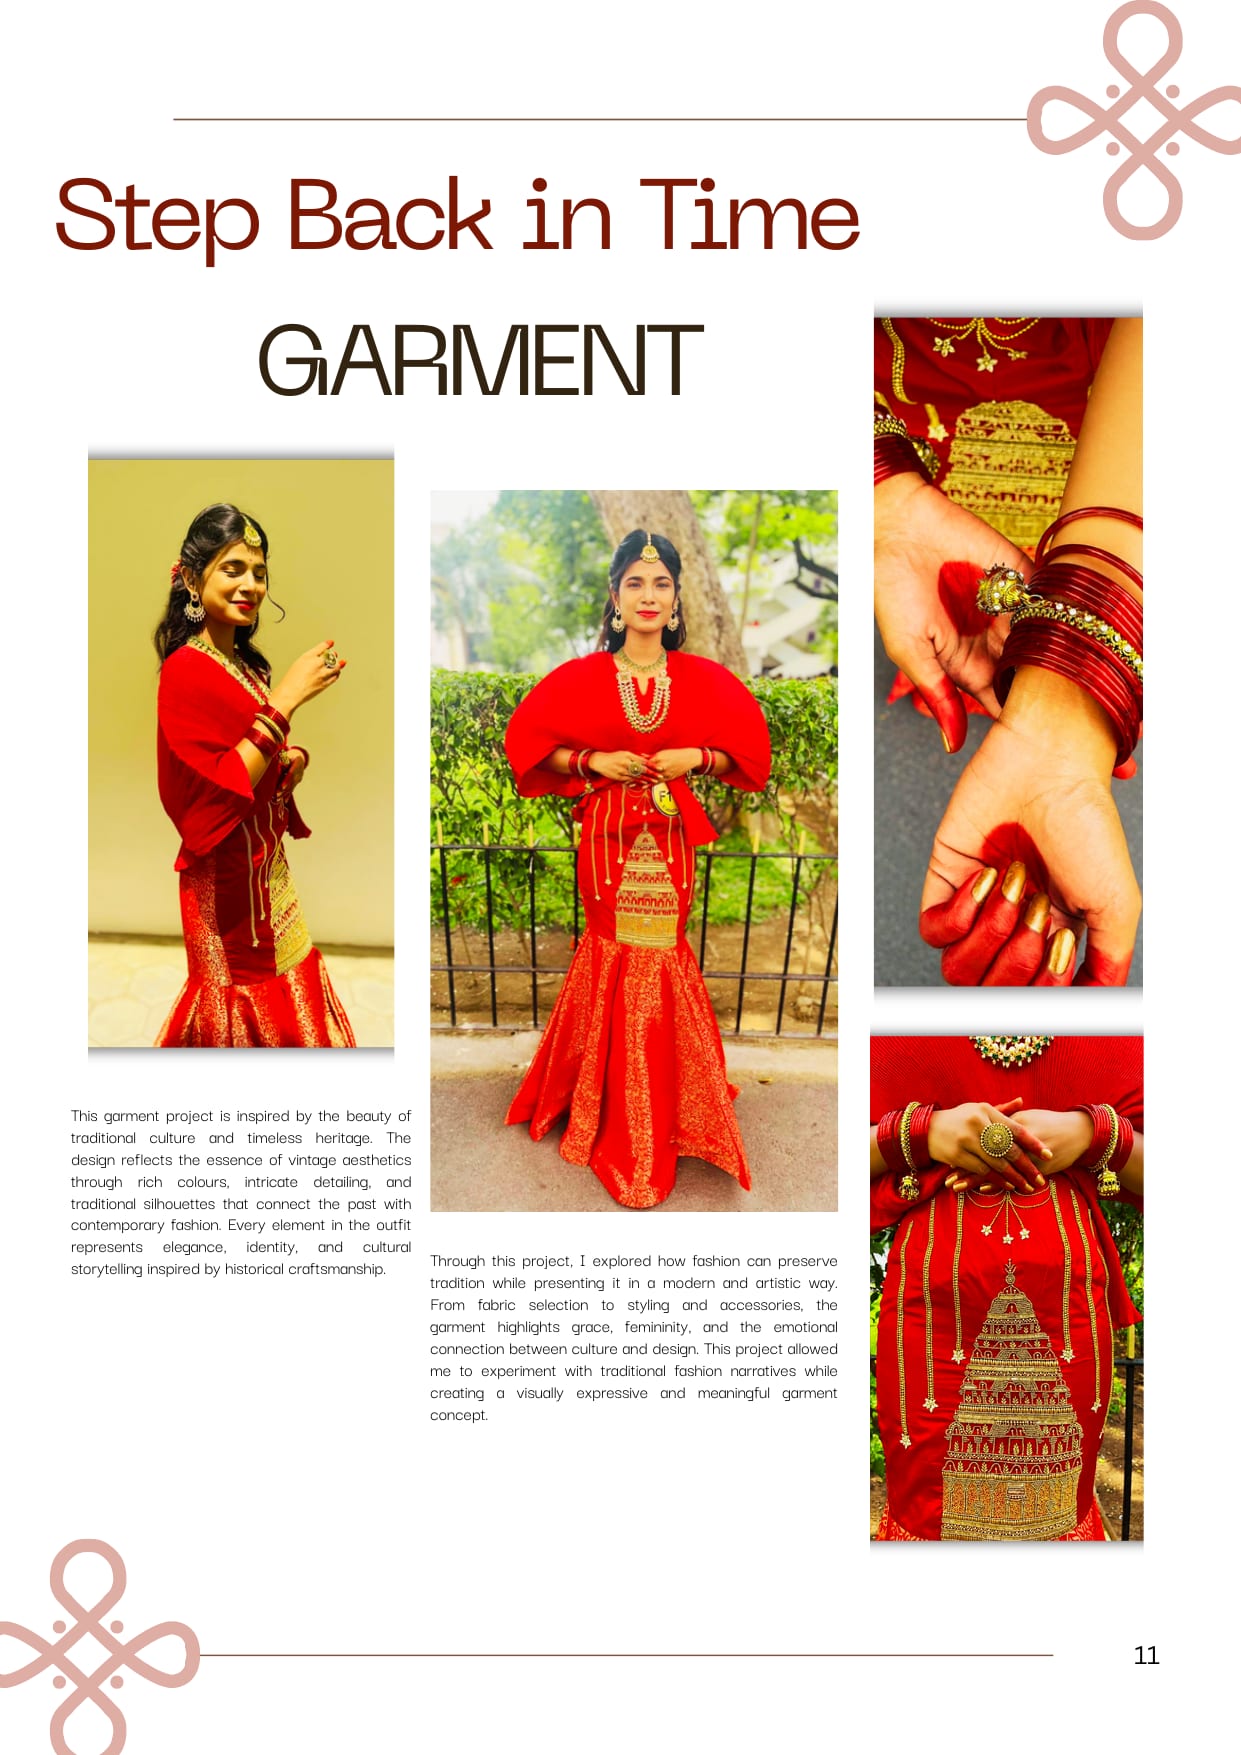 Step Back in Time
GARMENT
F1
This garment project is inspired by the beauty of
traditional culture and timeless heritage. The
design reflects the essence of vintage aesthetics
through rich colours, intricate detailing, and
traditional silhouettes that connect the past with
contemporary fashion. Every element in the outfit
represents elegance, identity, and cultural
storytelling inspired by historical craftsmanship.
Through this project, I explored how fashion can preserve
tradition while presenting it in a modern and artistic way.
From fabric selection to styling and accessories, the
garment highlights grace, femininity, and the emotional
connection between culture and design. This project allowed
me to experiment with traditional fashion narratives while
creating a visually expressive and meaningful garment
concept.
11